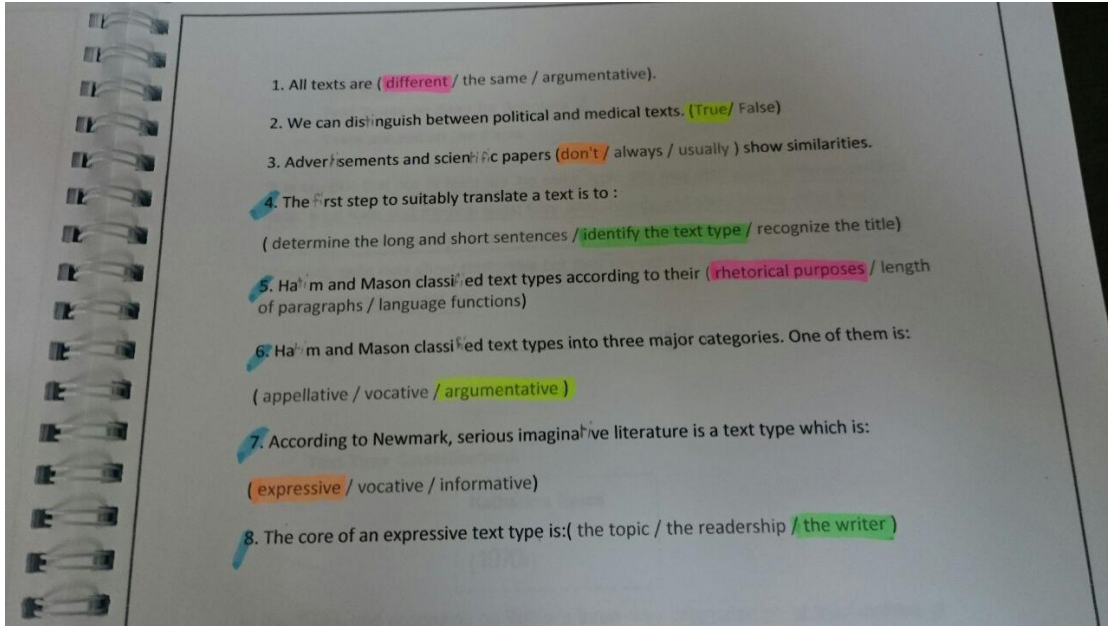 1. All texts are ( different / the same / argumentative).
2. We can distinguish between political and medical texts. (True/ False)
3. Advertisements and scientific papers (don't / always / usually ) show similarities.
4. The first step to suitably translate a text is to :
( determine the long and short sentences / identify the text type / recognize the title)
5. Hatim and Mason classified text types according to their ( rhetorical purposes / length
of paragraphs / language functions)
6. Hatim and Mason classified text types into three major categories. One of them is:
( appellative / vocative / argumentative )
7. According to Newmark, serious imaginative literature is a text type which is:
( expressive / vocative / informative)
8. The core of an expressive text type is:( the topic / the readership / the writer )